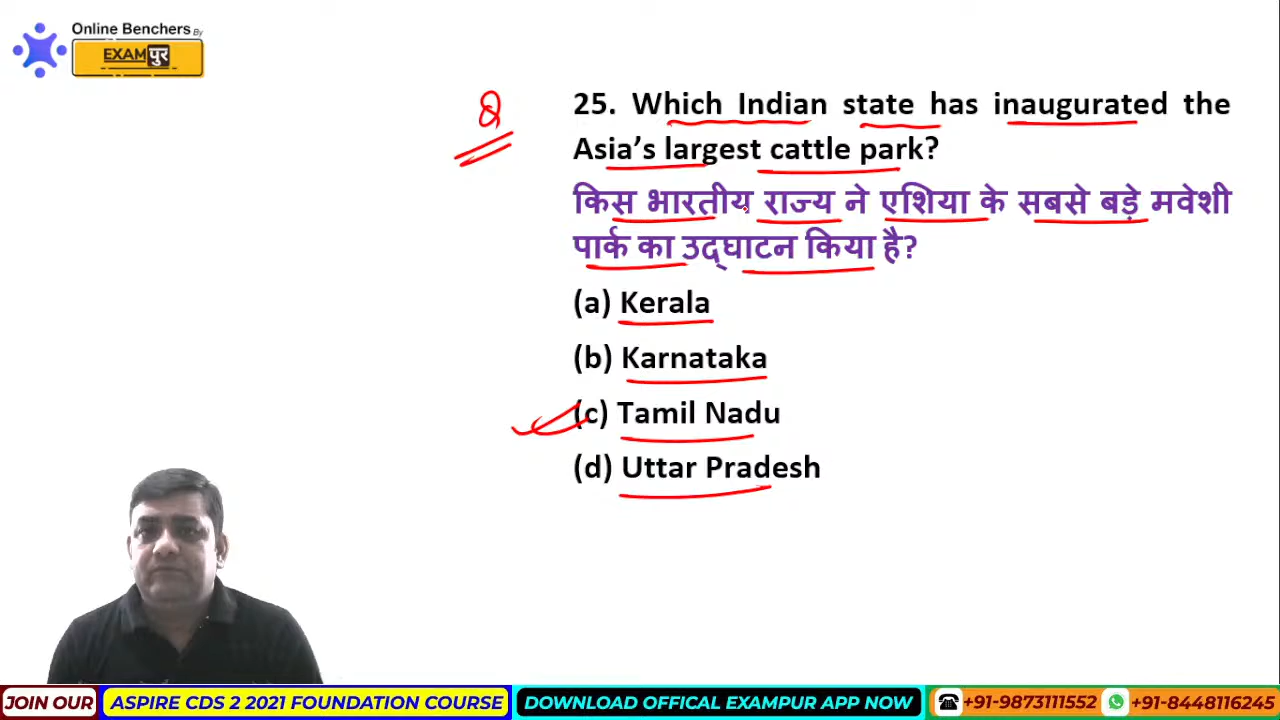 Online Benchers By
EXAMपुर
Q
25. Which Indian state has inaugurated the
Asia's largest cattle park?
किस भारतीय राज्य ने एशिया के सबसे बड़े मवेशी
पार्क का उद्घाटन किया है?
(a) Kerala
(b) Karnataka
(c) Tamil Nadu
(d) Uttar Pradesh
JOIN OUR ASPIRE CDS 2 2021 FOUNDATION COURSE DOWNLOAD OFFICAL EXAMPUR APP NOW +91-9873111552 +91-8448116245